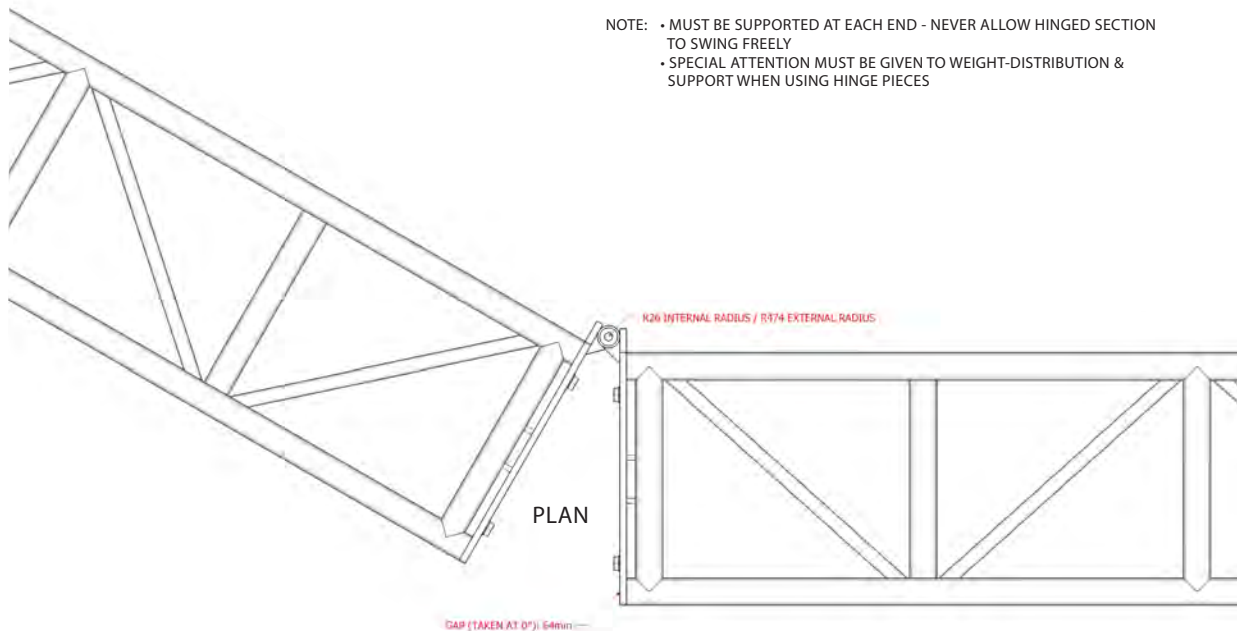 NOTE: • MUST BE SUPPORTED AT EACH END - NEVER ALLOW HINGED SECTION
TO SWING FREELY
• SPECIAL ATTENTION MUST BE GIVEN TO WEIGHT-DISTRIBUTION &
SUPPORT WHEN USING HINGE PIECES
R26 INTERNAL RADIUS / R474 EXTERNAL RADIUS
PLAN
GAP (TAKEN AT 0°): 64mm